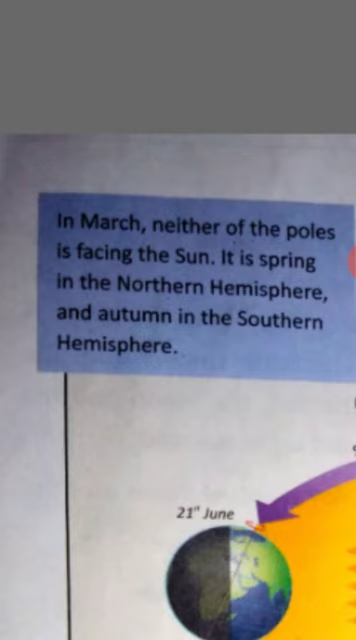 In March, neither of the poles
is facing the Sun. It is spring
in the Northern Hemisphere,
and autumn in the Southern
Hemisphere.
21st June